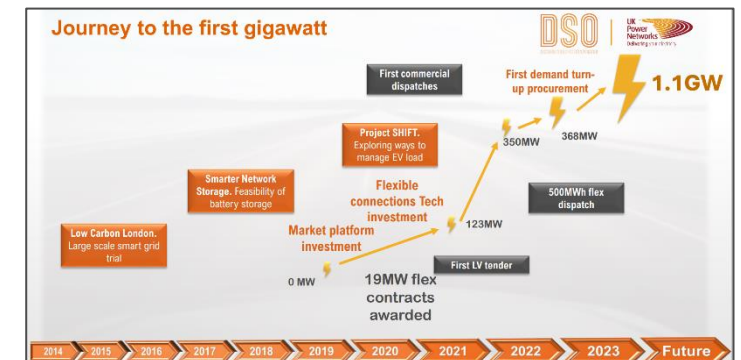 Journey to the first gigawatt
DSO
UK
Power
Networks
First commercial
dispatches
First demand turn-
up procurement
1.1GW
Project SHIFT.
Exploring ways to
manage EV load
350MW
368MW
Smarter Network
Storage. Feasibility of
battery storage
Flexible
connections Tech
investment
500MWh flex
dispatch
Low Carbon London.
Large scale smart grid
trial
Market platform
investment
123MW
0 MW
19MW flex
contracts
awarded
First LV tender
2014
2015
2016
2017
2018
2019
2020
2021
2022
2023
Future